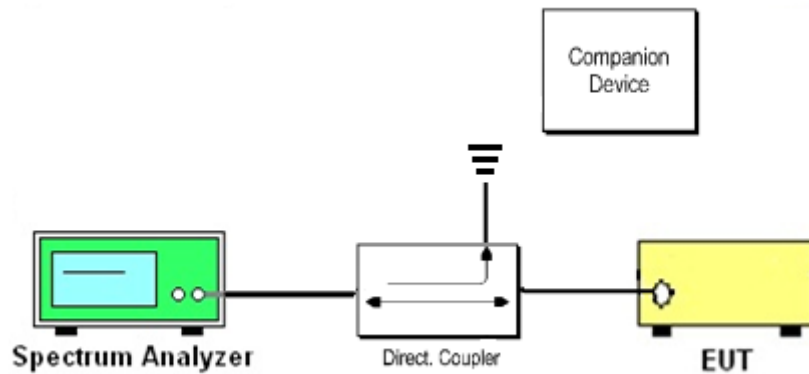 Companion
Device
Spectrum Analyzer
Direct. Coupler
EUT